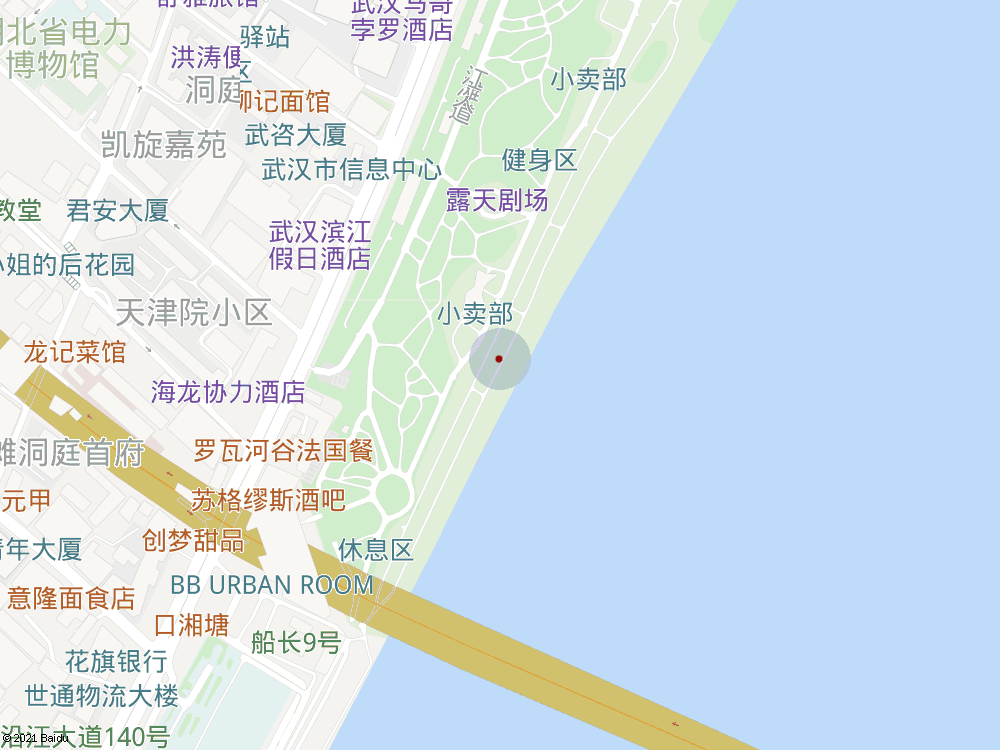 武汉马哥
孛罗酒店
驿站
北省电力
博物馆
洪涛便
区
洞庭
柳记面馆
江滩道
小卖部
凯旋嘉苑
武咨大厦
武汉市信息中心
健身区
露天剧场
教堂
君安大厦
武汉滨江
假日酒店
小姐的后花园
天津院小区
小卖部
龙记菜馆
海龙协力酒店
滩洞庭首府
罗瓦河谷法国餐
元甲
苏格缪斯酒吧
青年大厦
创梦甜品
休息区
BB URBAN ROOM
意隆面食店
口湘塘
船长9号
花旗银行
世通物流大楼
沿江大道140号
© 2021 Baidu